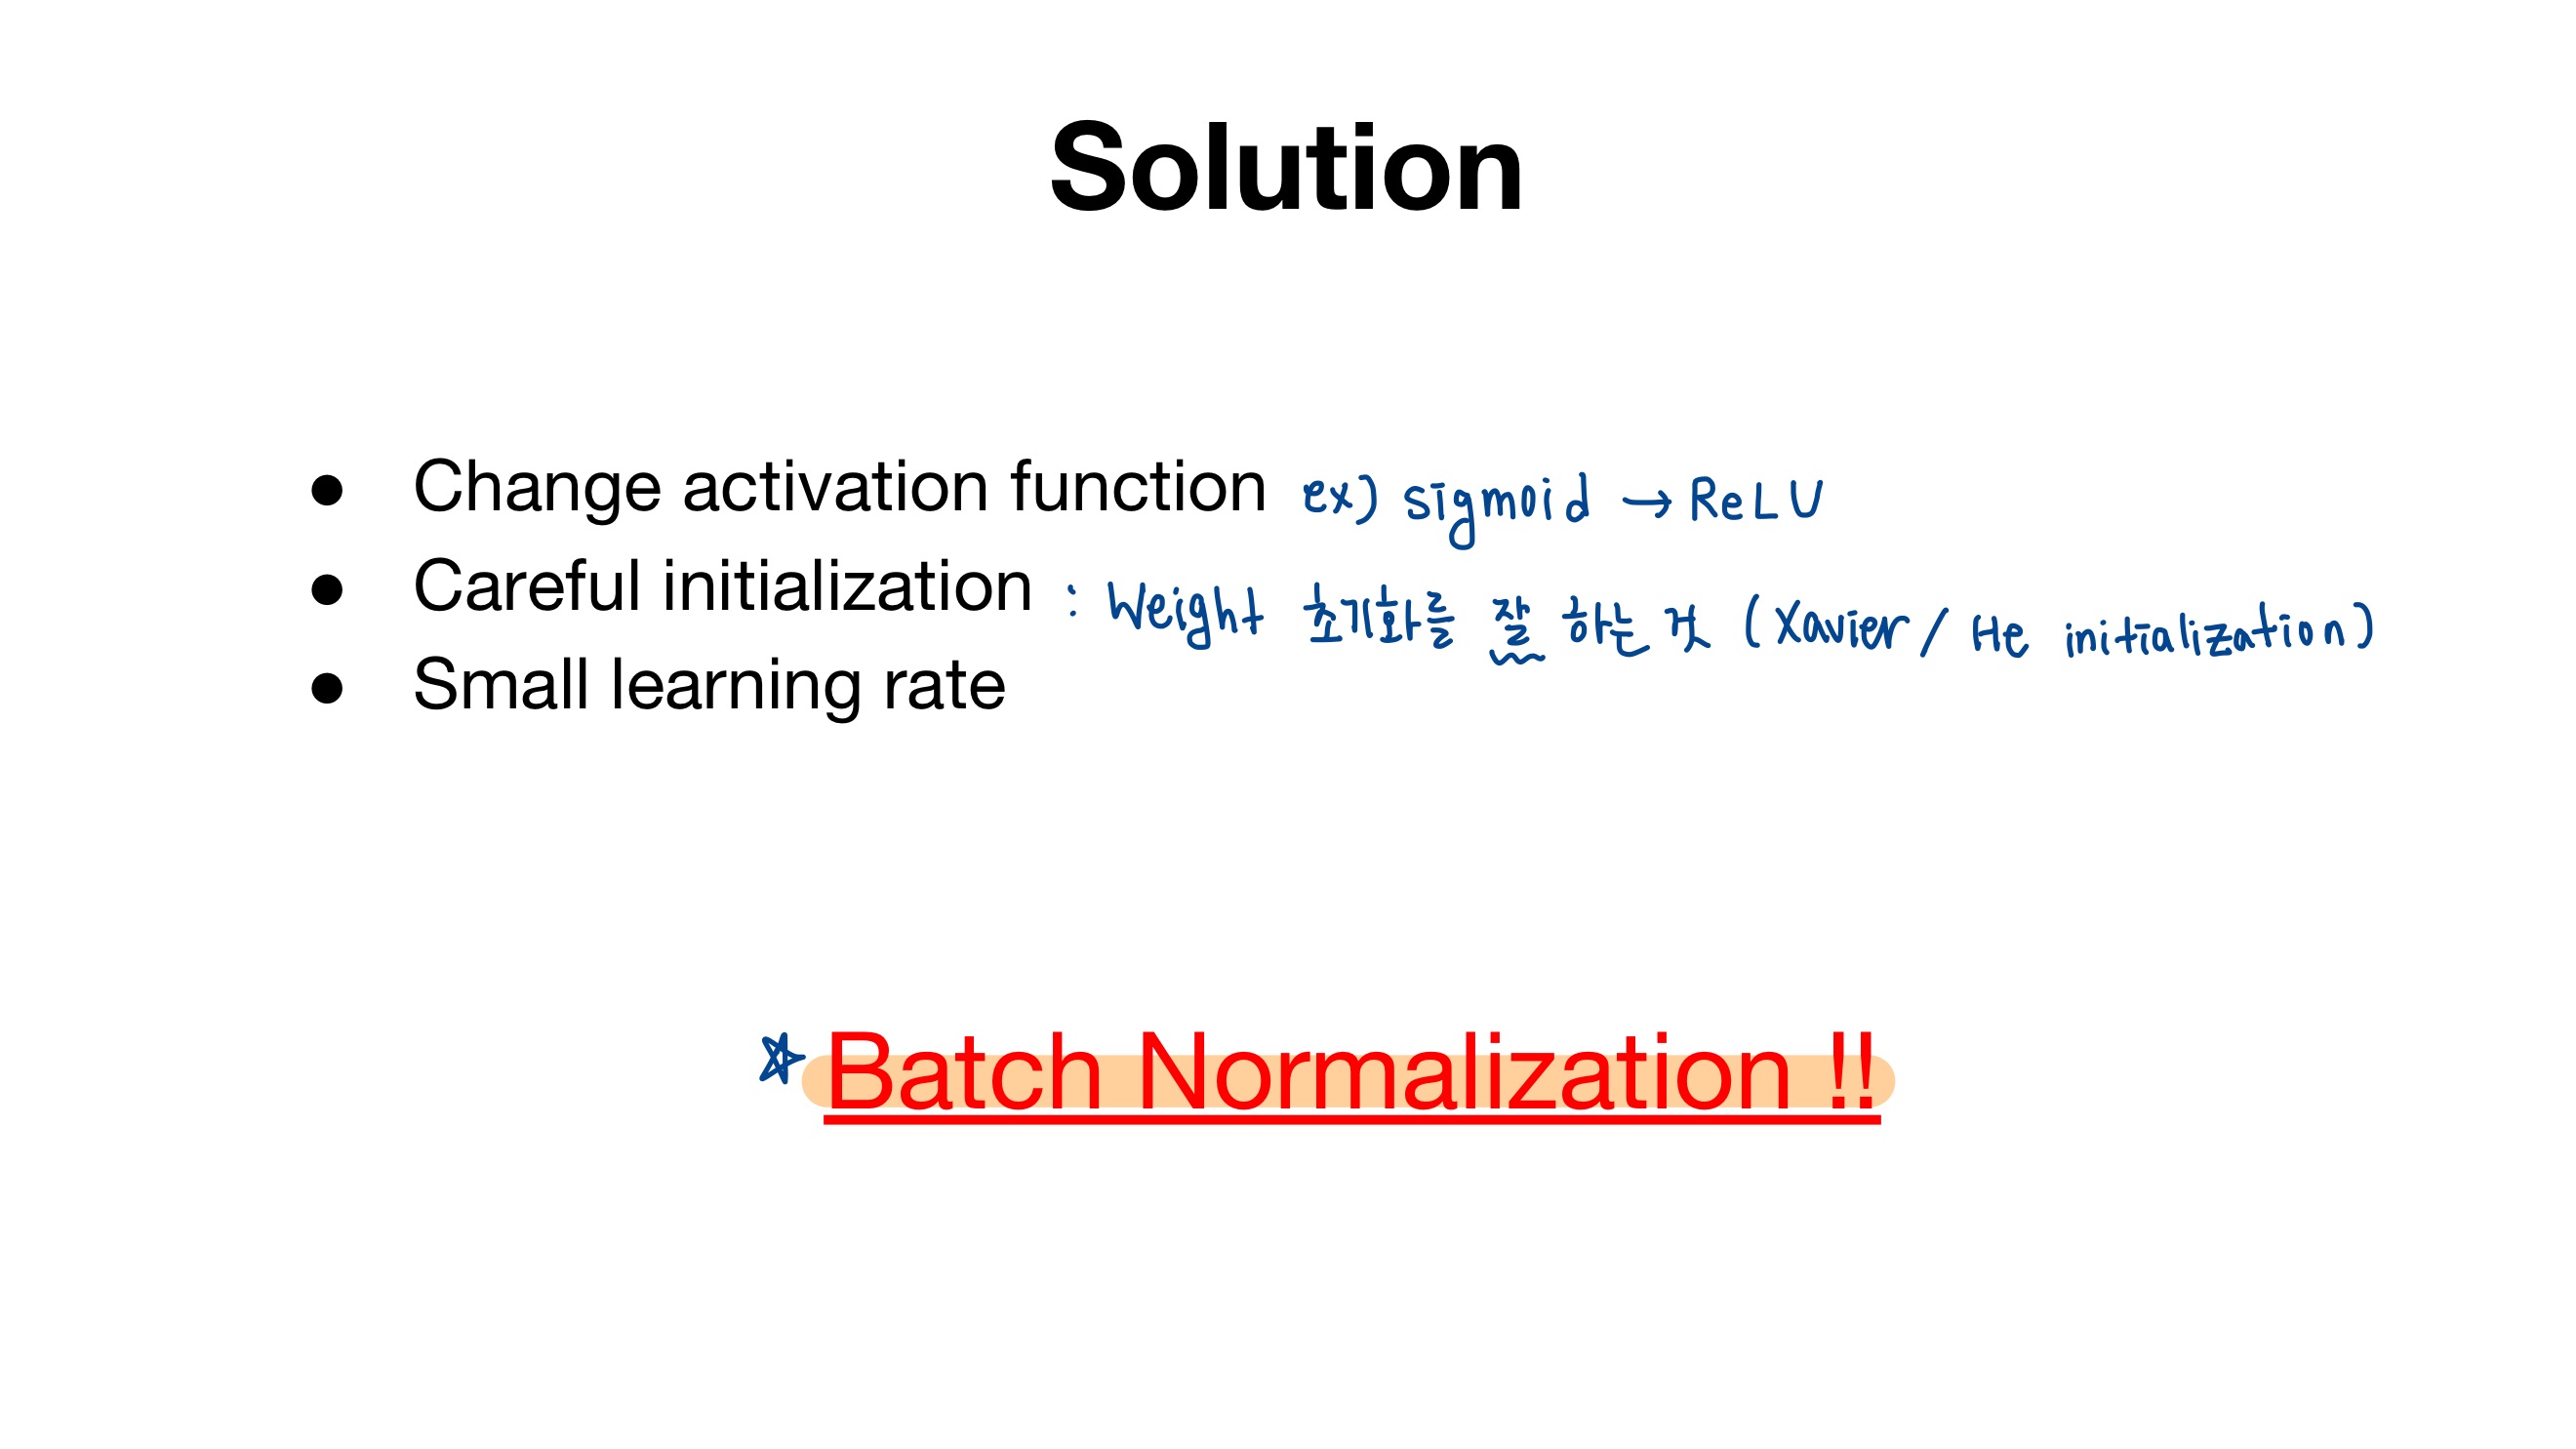 Solution
● Change activation function ex) sigmoid → ReLU
● Careful initialization : Weight 초기화를 잘 하는 것 (Xavier / He initialization)
● Small learning rate
☆ Batch Normalization !!